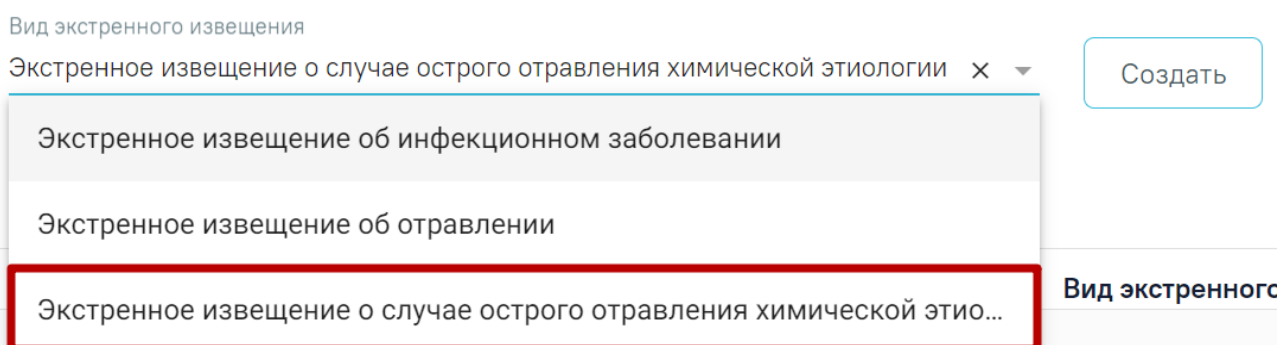 Вид экстренного извещения
Экстренное извещение о случае острого отравления химической этиологии
Создать
Экстренное извещение об инфекционном заболевании
Экстренное извещение об отравлении
Экстренное извещение о случае острого отравления химической этио...
Вид экстренного